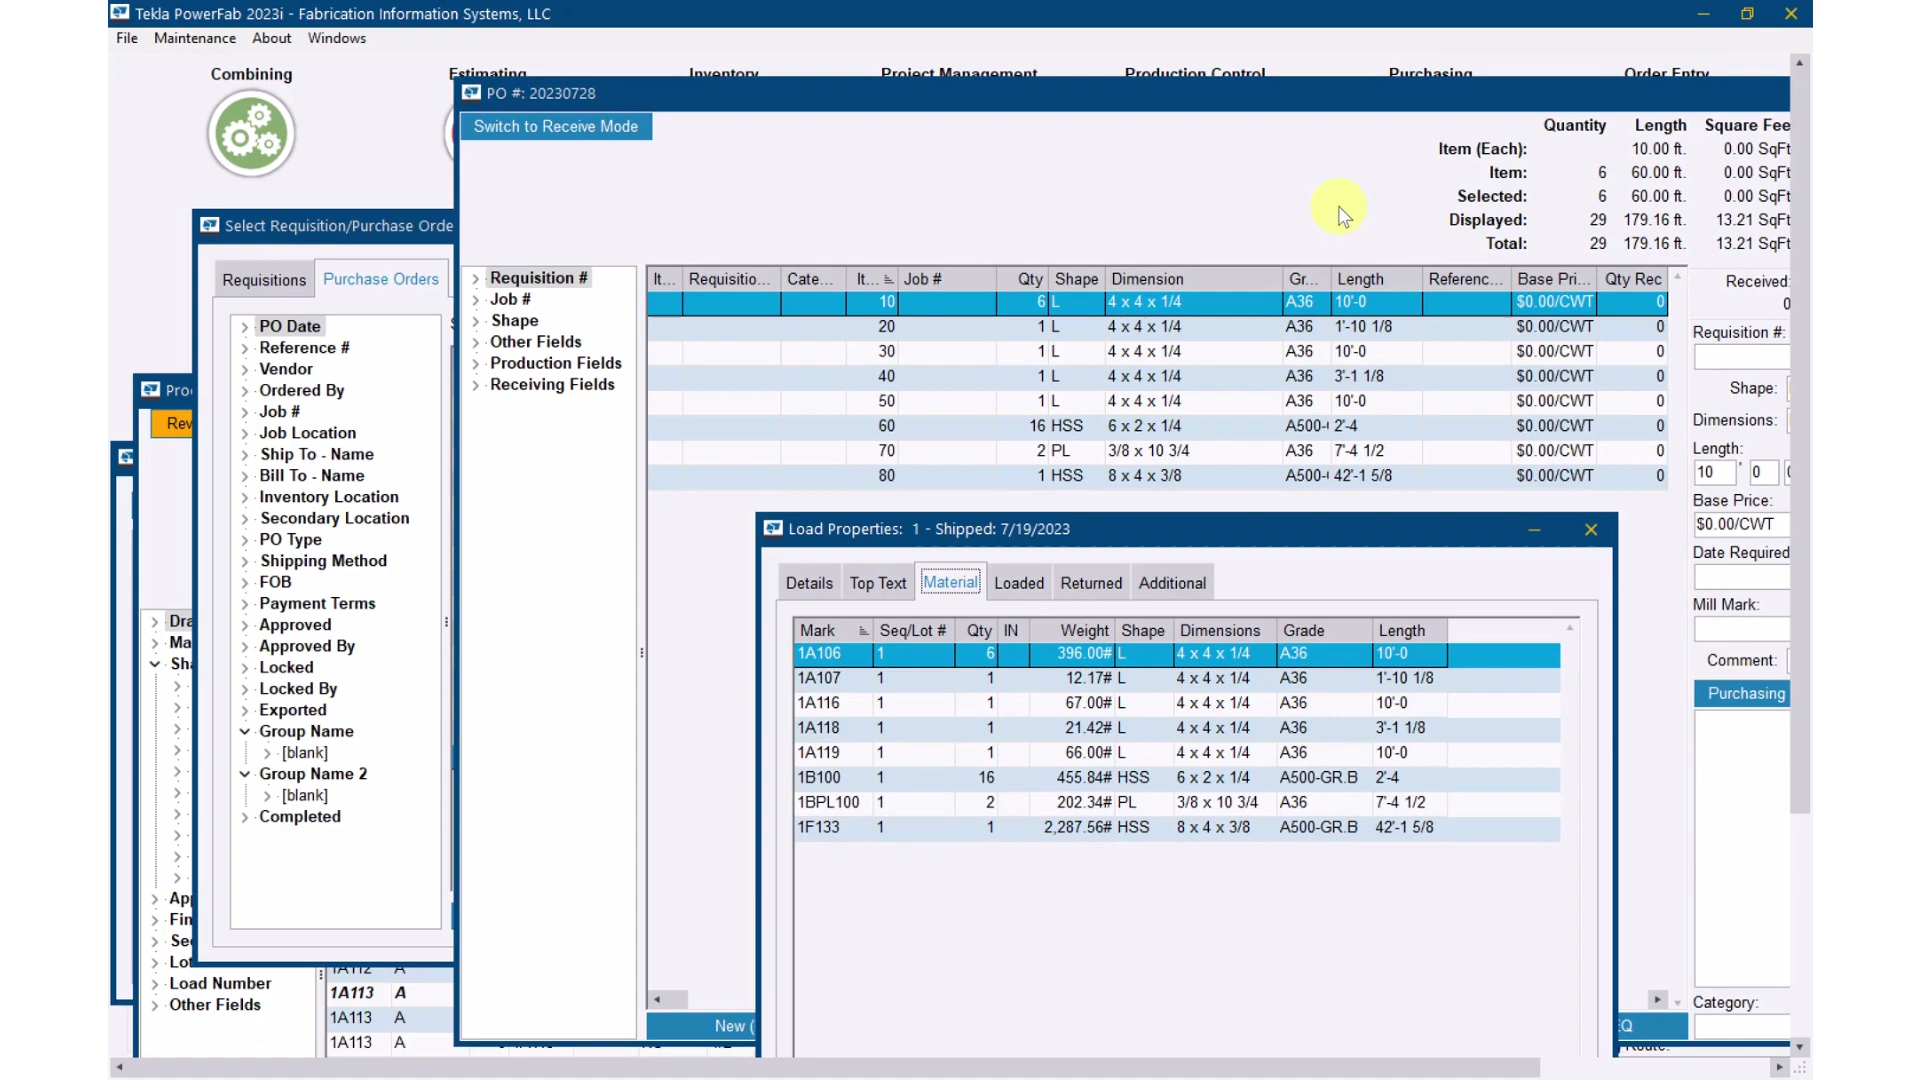 Tekla PowerFab 2023i - Fabrication Information Systems, LLC
File Maintenance About Windows
Combining Estimating Inventory Project Management Production Control Purchasing Order Entry
PO #: 20230728
Switch to Receive Mode
Quantity Length Square Fee
Item (Each): 10.00 ft. 0.00 SqFt
Item: 6 60.00 ft. 0.00 SqFt
Selected: 6 60.00 ft. 0.00 SqFt
Displayed: 29 179.16 ft. 13.21 SqFt
Total: 29 179.16 ft. 13.21 SqFt
Select Requisition/Purchase Orde
Requisitions Purchase Orders
PO Date
Reference #
Vendor
Ordered By
Job #
Job Location
Ship To - Name
Bill To - Name
Inventory Location
Secondary Location
PO Type
Shipping Method
FOB
Payment Terms
Approved
Approved By
Locked
Locked By
Exported
Group Name
[blank]
Group Name 2
[blank]
Completed
Requisition #
Job #
Shape
Other Fields
Production Fields
Receiving Fields
It... Requisitio... Cate... It... Job # Qty Shape Dimension Gr... Length Referenc... Base Pri... Qty Rec
10 6 L 4 x 4 x 1/4 A36 10'-0 $0.00/CWT 0
20 1 L 4 x 4 x 1/4 A36 1'-10 1/8 $0.00/CWT 0
30 1 L 4 x 4 x 1/4 A36 10'-0 $0.00/CWT 0
40 1 L 4 x 4 x 1/4 A36 3'-1 1/8 $0.00/CWT 0
50 1 L 4 x 4 x 1/4 A36 10'-0 $0.00/CWT 0
60 16 HSS 6 x 2 x 1/4 A500- 2'-4 $0.00/CWT 0
70 2 PL 3/8 x 10 3/4 A36 7'-4 1/2 $0.00/CWT 0
80 1 HSS 8 x 4 x 3/8 A500- 42'-1 5/8 $0.00/CWT 0
Received:
0
Requisition #:
Shape:
Dimensions:
Length:
10 ' 0
Base Price:
$0.00/CWT
Date Required
Mill Mark:
Comment:
Purchasing
Category:
Load Properties: 1 - Shipped: 7/19/2023
Details Top Text Material Loaded Returned Additional
Mark Seq/Lot # Qty IN Weight Shape Dimensions Grade Length
1A106 1 6 396.00# L 4 x 4 x 1/4 A36 10'-0
1A107 1 1 12.17# L 4 x 4 x 1/4 A36 1'-10 1/8
1A116 1 1 67.00# L 4 x 4 x 1/4 A36 10'-0
1A118 1 1 21.42# L 4 x 4 x 1/4 A36 3'-1 1/8
1A119 1 1 66.00# L 4 x 4 x 1/4 A36 10'-0
1B100 1 16 455.84# HSS 6 x 2 x 1/4 A500-GR.B 2'-4
1BPL100 1 2 202.34# PL 3/8 x 10 3/4 A36 7'-4 1/2
1F133 1 1 2,287.56# HSS 8 x 4 x 3/8 A500-GR.B 42'-1 5/8
Pro
Rev
Dra
Ma
Sha
App
Fin
Se
Lot
Load Number
Other Fields
1A112 A
1A113 A
1A113 A
1A113 A
New (
Route: